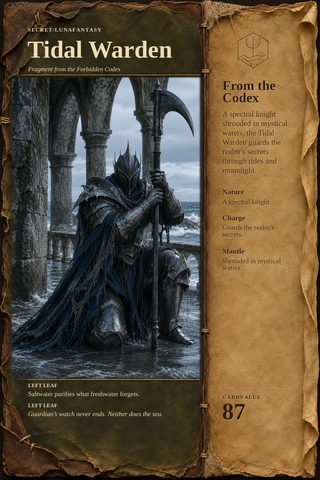 SECRET/LUNAFANTASY
Tidal Warden
Fragment from the Forbidden Codex
LEFT LEAF
Saltwater purifies what freshwater forgets.
LEFT LEAF
Guardian's watch never ends. Neither does the sea.
From the
Codex
A spectral knight
shrouded in mystical
waters, the Tidal
Warden guards the
realm's secrets
through tides and
moonlight.
Nature
A spectral knight.
Charge
Guards the realm's
secrets.
Mantle
Shrouded in mystical
waters.
CARDVALUE
87